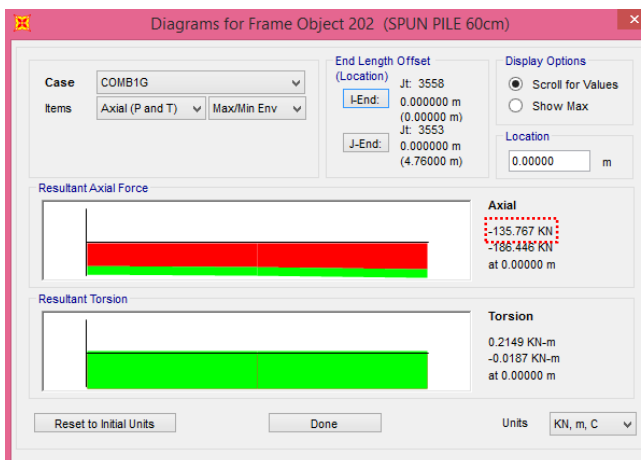 Diagrams for Frame Object 202 (SPUN PILE 60cm)
Case
COMB1G
Items
Axial (P and T)
Max/Min Env
End Length Offset
(Location)
I-End:
Jt: 3558
0.000000 m
(0.00000 m)
J-End:
Jt: 3553
0.000000 m
(4.76000 m)
Display Options
Scroll for Values
Show Max
Location
0.00000 m
Resultant Axial Force
Axial
-135.767 KN
-186.446 KN
at 0.00000 m
Resultant Torsion
Torsion
0.2149 KN-m
-0.0187 KN-m
at 0.00000 m
Reset to Initial Units
Done
Units
KN, m, C